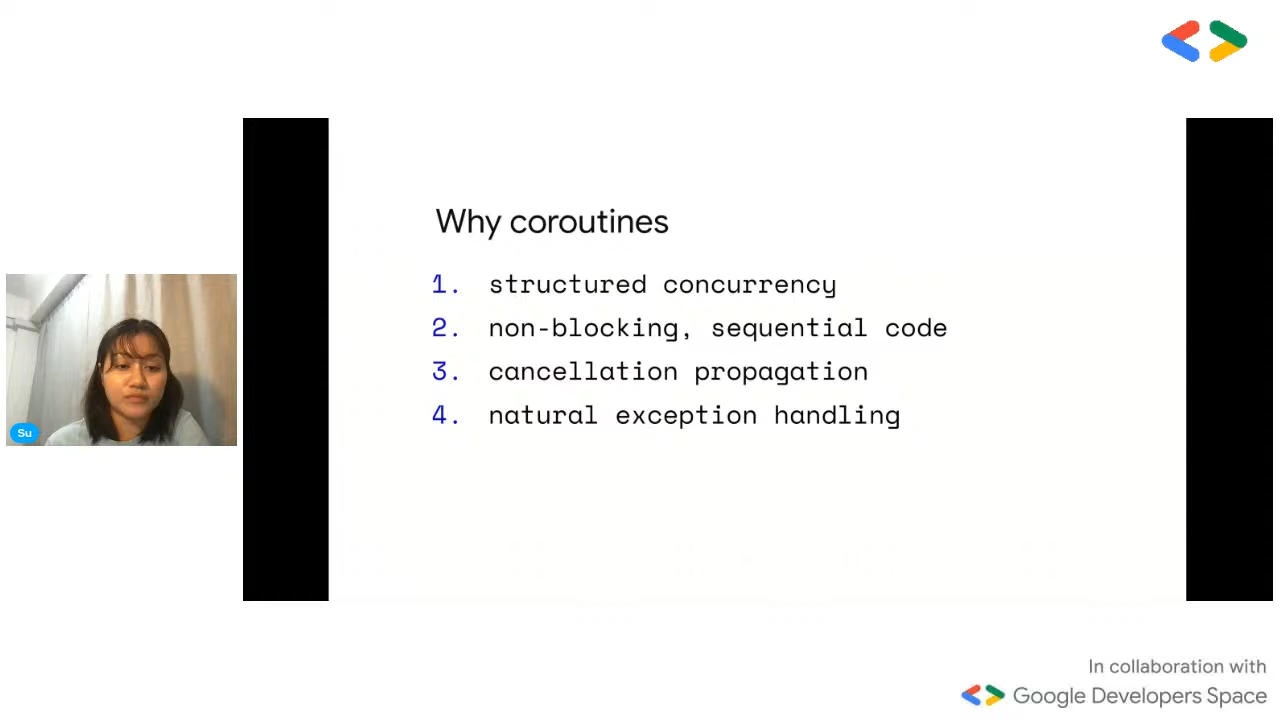 Why coroutines
1. structured concurrency
2. non-blocking, sequential code
3. cancellation propagation
4. natural exception handling
Su
In collaboration with
Google Developers Space